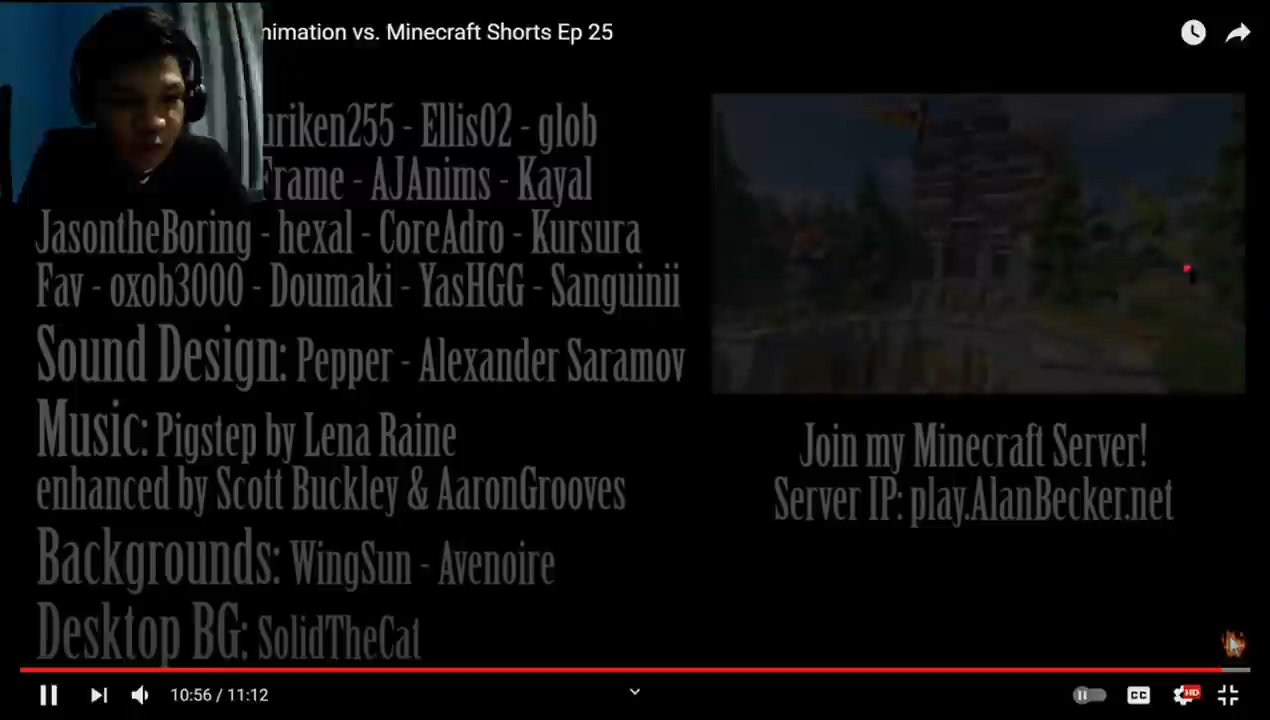 nimation vs. Minecraft Shorts Ep 25
uriken255 - Ellis02 - glob
Frame - AJAnims - Kayal
JasontheBoring - hexal - CoreAdro - Kursura
Fav - oxob3000 - Doumaki - YasHGG - Sanguinii
Sound Design: Pepper - Alexander Saramov
Music: Pigstep by Lena Raine
enhanced by Scott Buckley & AaronGrooves
Backgrounds: WingSun - Avenoire
Desktop BG: SolidTheCat
Join my Minecraft Server!
Server IP: play.AlanBecker.net
10:56 / 11:12
CC
HD